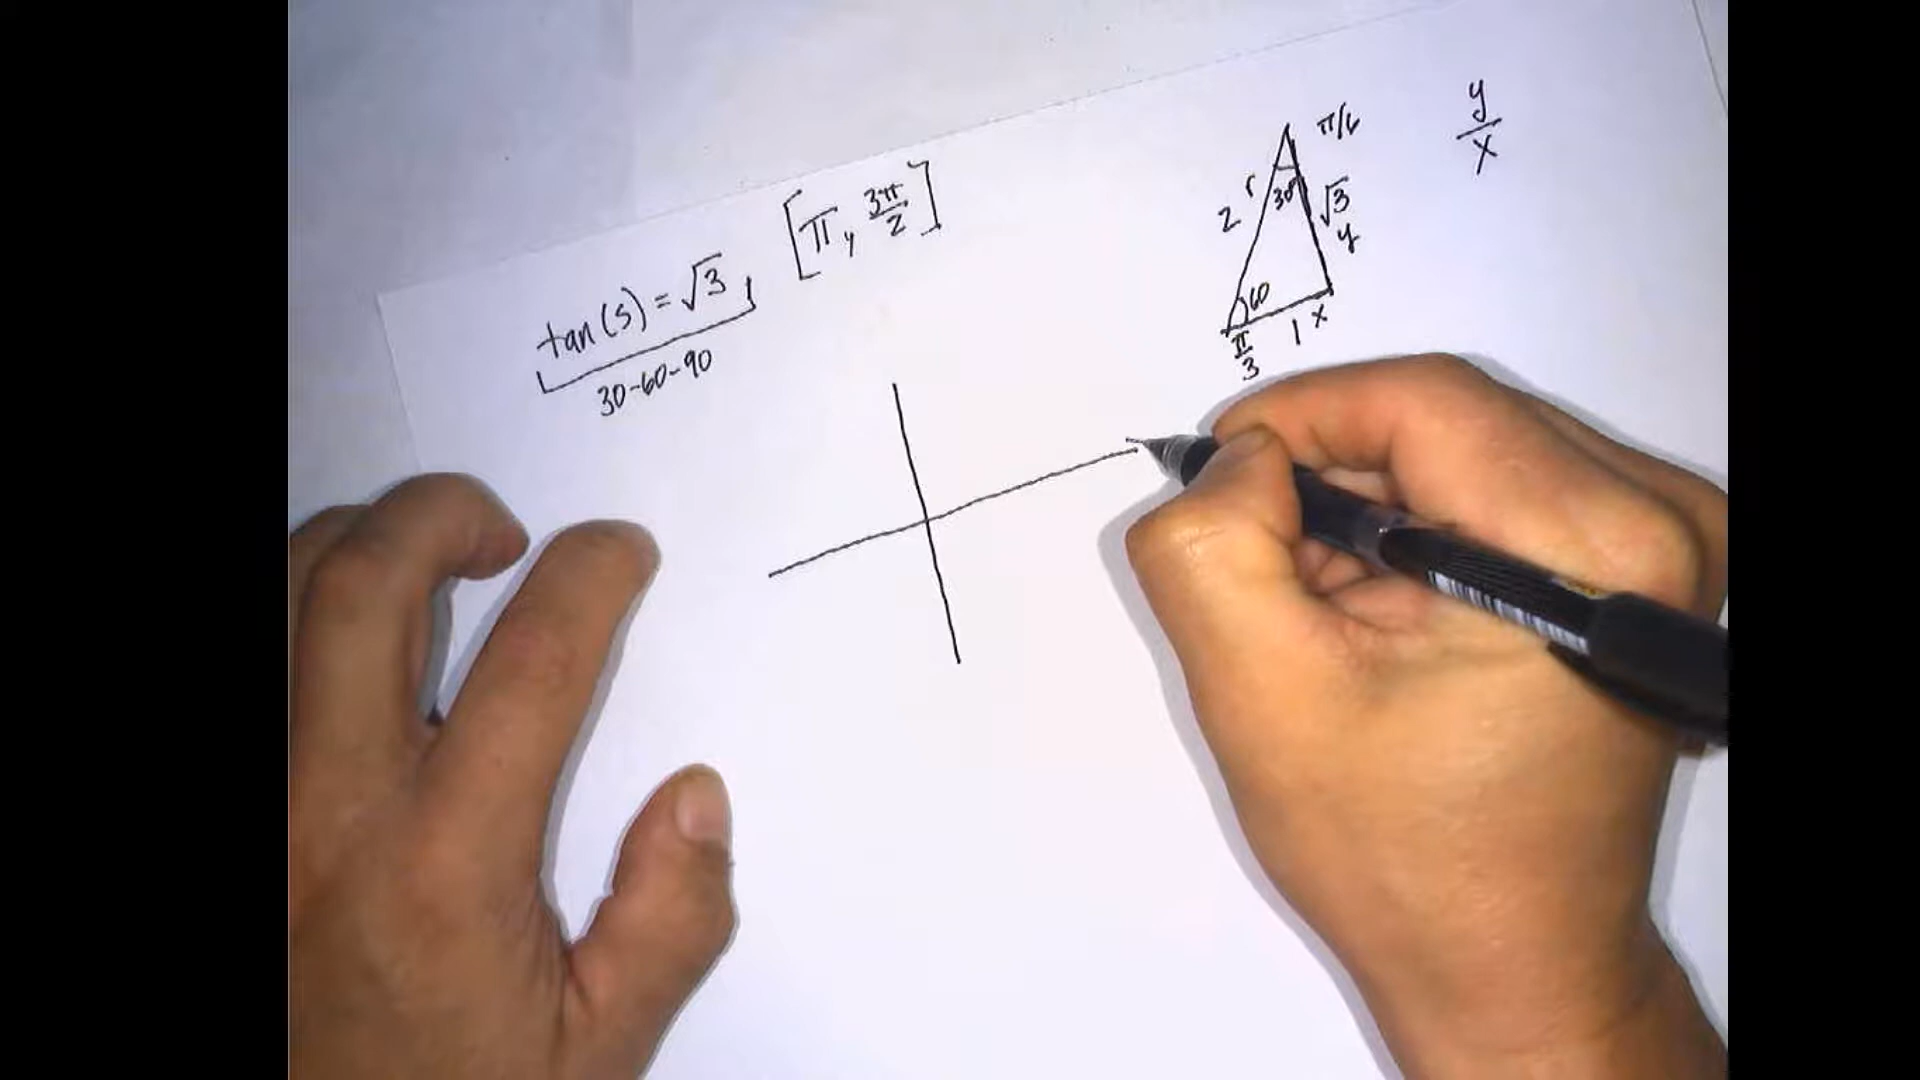 tan(s) = √3, [π, 3π/2]
30-60-90
π/6
r
30°
2
√3
y
60
π/3
1
x
y/x